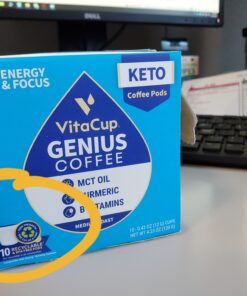 DELL
ENERGY
& FOCUS
KETO
Coffee Pods
VitaCup
GENIUS
COFFEE
MCT OIL
TURMERIC
B VITAMINS
MEDIUM ROAST
10
RECYCLABLE